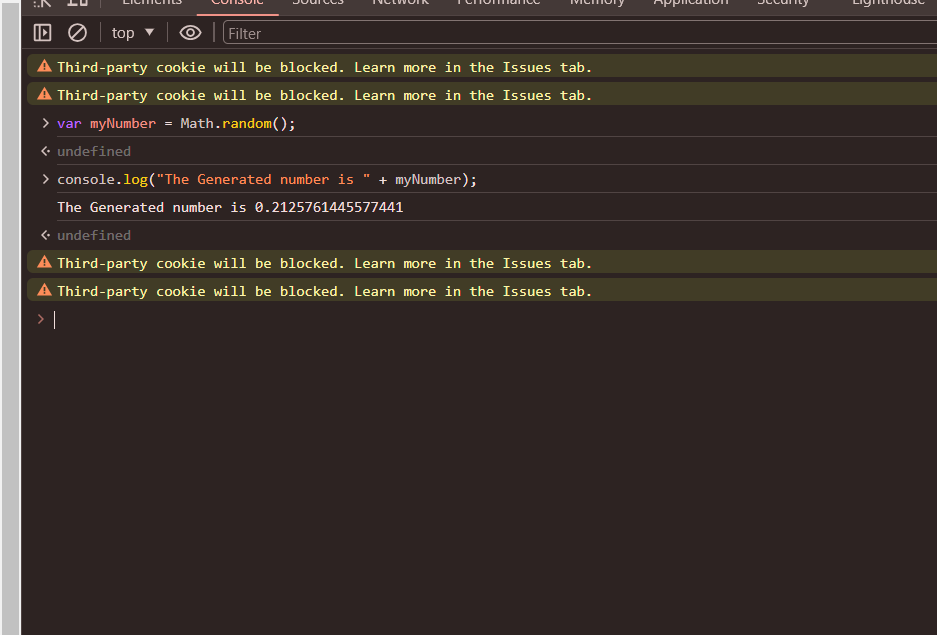 Elements Console Sources Network Performance Memory Application Security Lighthouse
top Filter
Third-party cookie will be blocked. Learn more in the Issues tab.
Third-party cookie will be blocked. Learn more in the Issues tab.
var myNumber = Math.random();
undefined
console.log("The Generated number is " + myNumber);
The Generated number is 0.2125761445577441
undefined
Third-party cookie will be blocked. Learn more in the Issues tab.
Third-party cookie will be blocked. Learn more in the Issues tab.